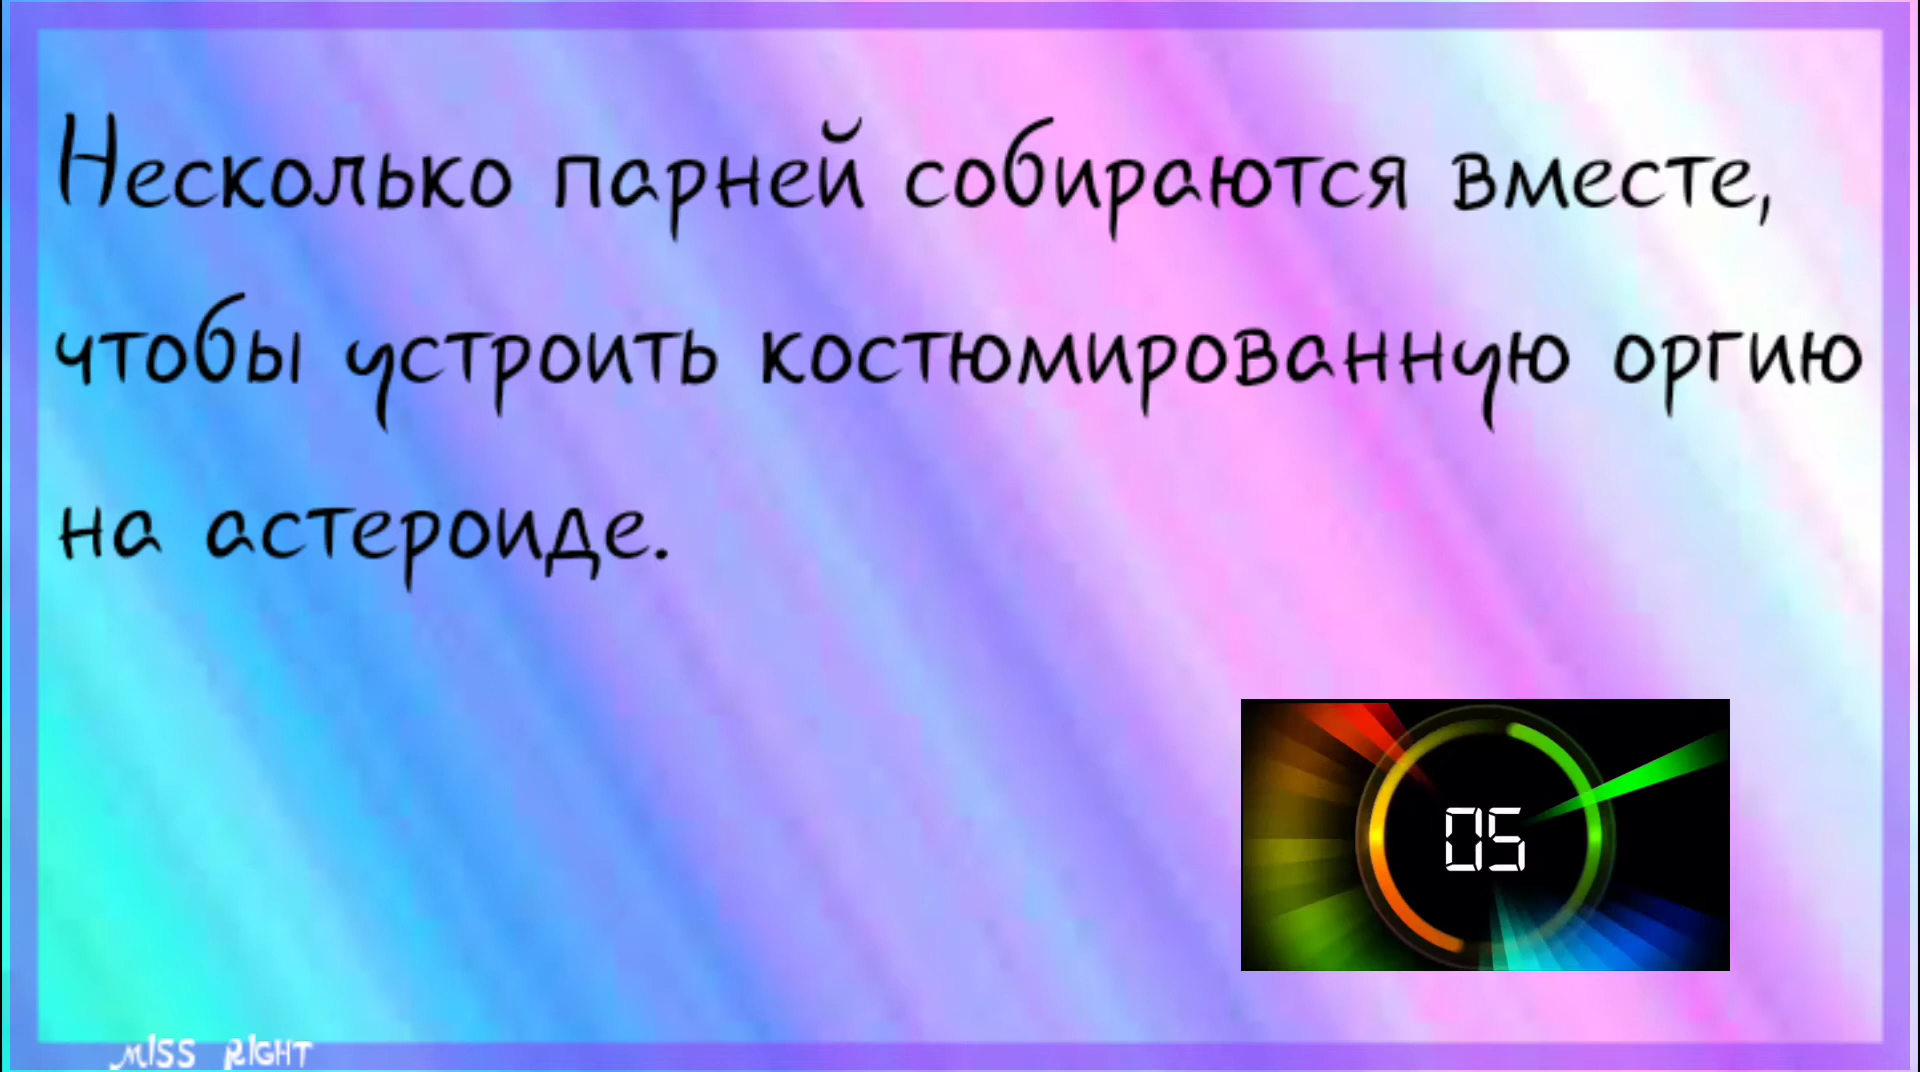 Несколько парней собираются вместе,
чтобы устроить костюмированную оргию
на астероиде.
05
MISS RIGHT